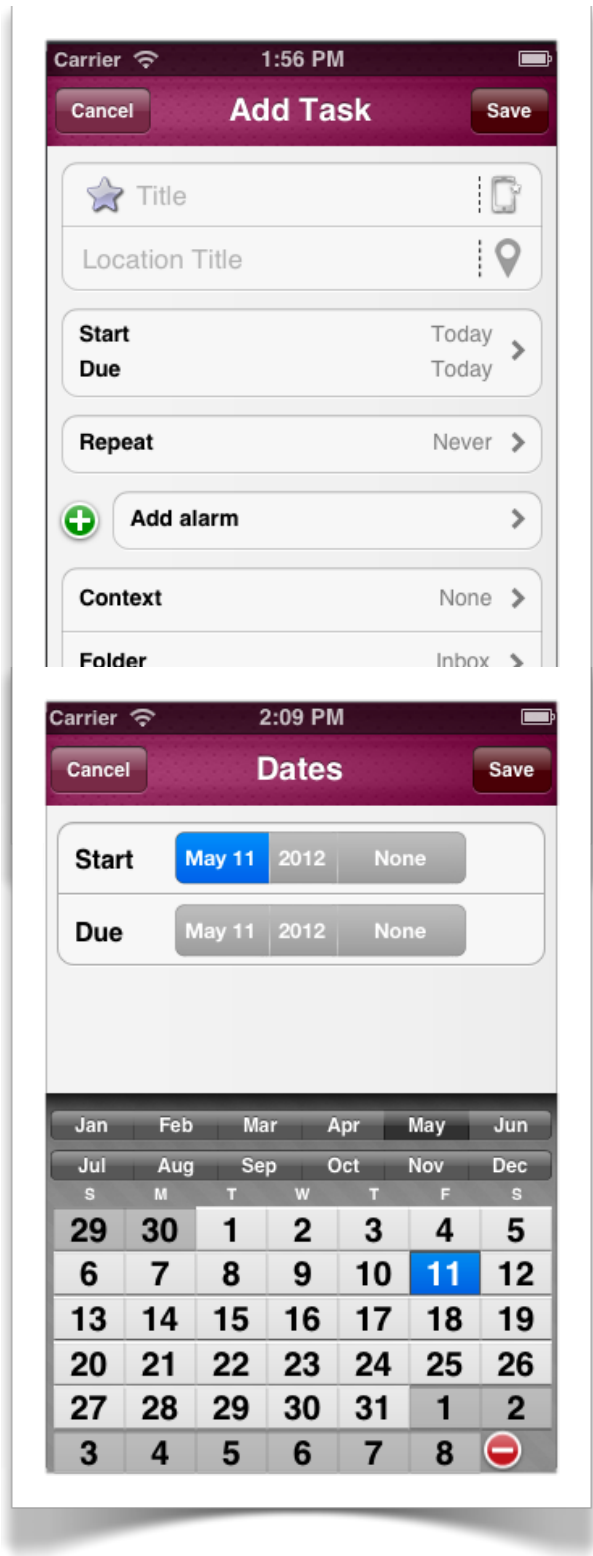 Carrier 1:56 PM
Cancel Add Task Save
Title
Location Title
Start Today
Due Today
Repeat Never
Add alarm
Context None
Folder Inbox
Carrier 2:09 PM
Cancel Dates Save
Start May 11 2012 None
Due May 11 2012 None
Jan Feb Mar Apr May Jun
Jul Aug Sep Oct Nov Dec
S M T W T F S
29 30 1 2 3 4 5
6 7 8 9 10 11 12
13 14 15 16 17 18 19
20 21 22 23 24 25 26
27 28 29 30 31 1 2
3 4 5 6 7 8